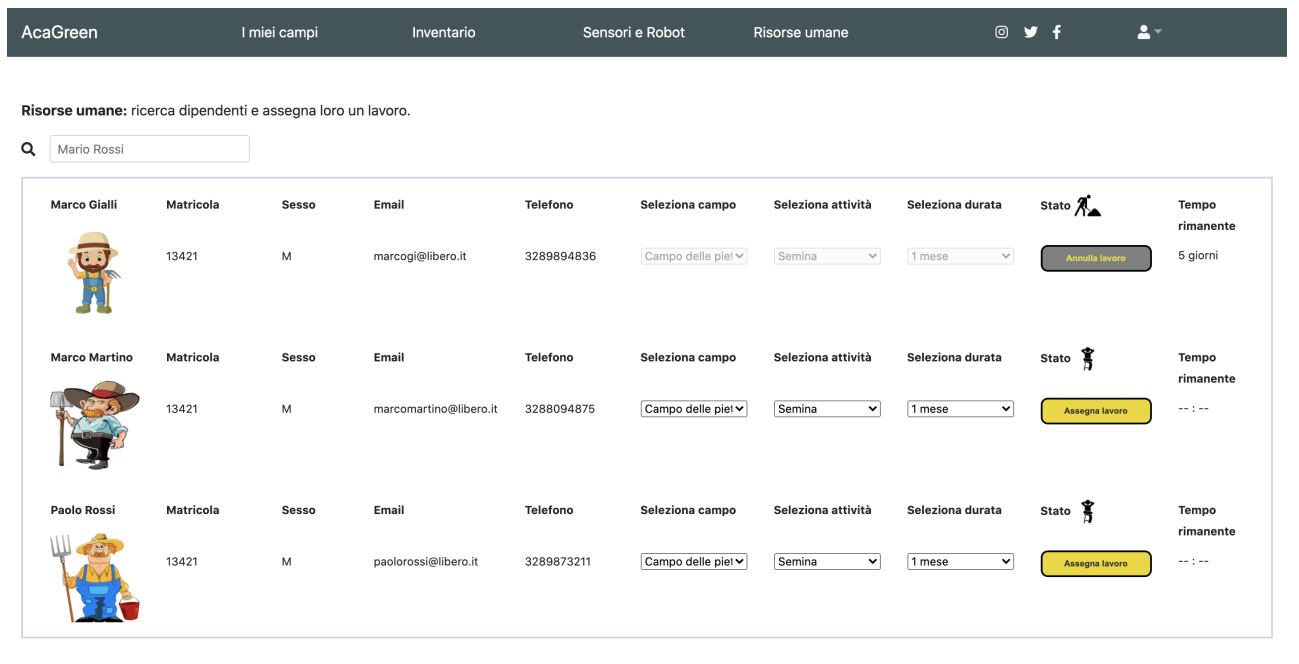 AcaGreen I miei campi Inventario Sensori e Robot Risorse umane
Risorse umane: ricerca dipendenti e assegna loro un lavoro.
Mario Rossi
Marco Gialli Matricola Sesso Email Telefono Seleziona campo Seleziona attività Seleziona durata Stato Tempo rimanente
13421 M marcogi@libero.it 3289894836 Campo delle piet Semina 1 mese Annulla lavoro 5 giorni
Marco Martino Matricola Sesso Email Telefono Seleziona campo Seleziona attività Seleziona durata Stato Tempo rimanente
13421 M marcomartino@libero.it 3288094875 Campo delle piet Semina 1 mese Assegna lavoro -- : --
Paolo Rossi Matricola Sesso Email Telefono Seleziona campo Seleziona attività Seleziona durata Stato Tempo rimanente
13421 M paolorossi@libero.it 3289873211 Campo delle piet Semina 1 mese Assegna lavoro -- : --